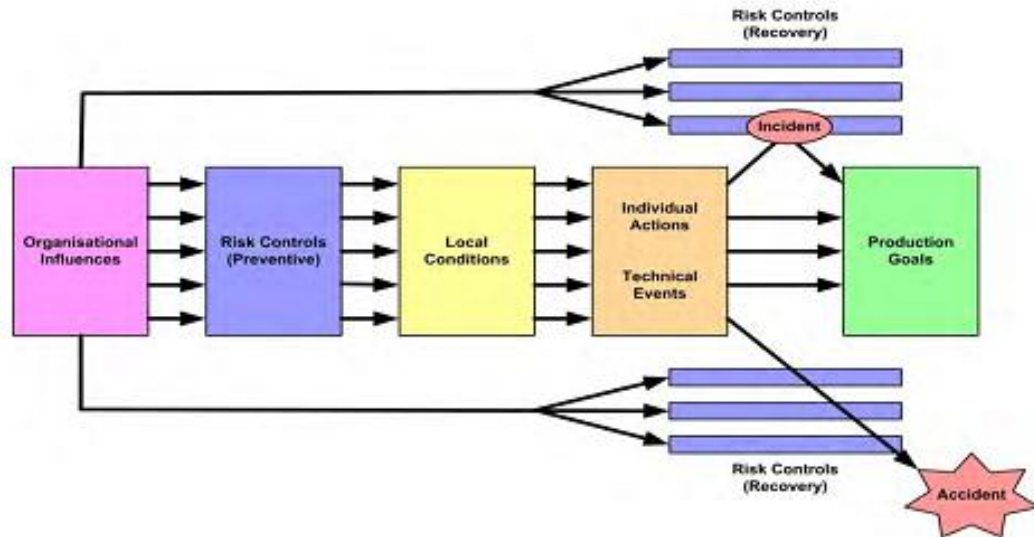 Risk Controls
(Recovery)
Incident
Organisational
Influences
Risk Controls
(Preventive)
Local
Conditions
Individual
Actions
Technical
Events
Production
Goals
Risk Controls
(Recovery)
Accident